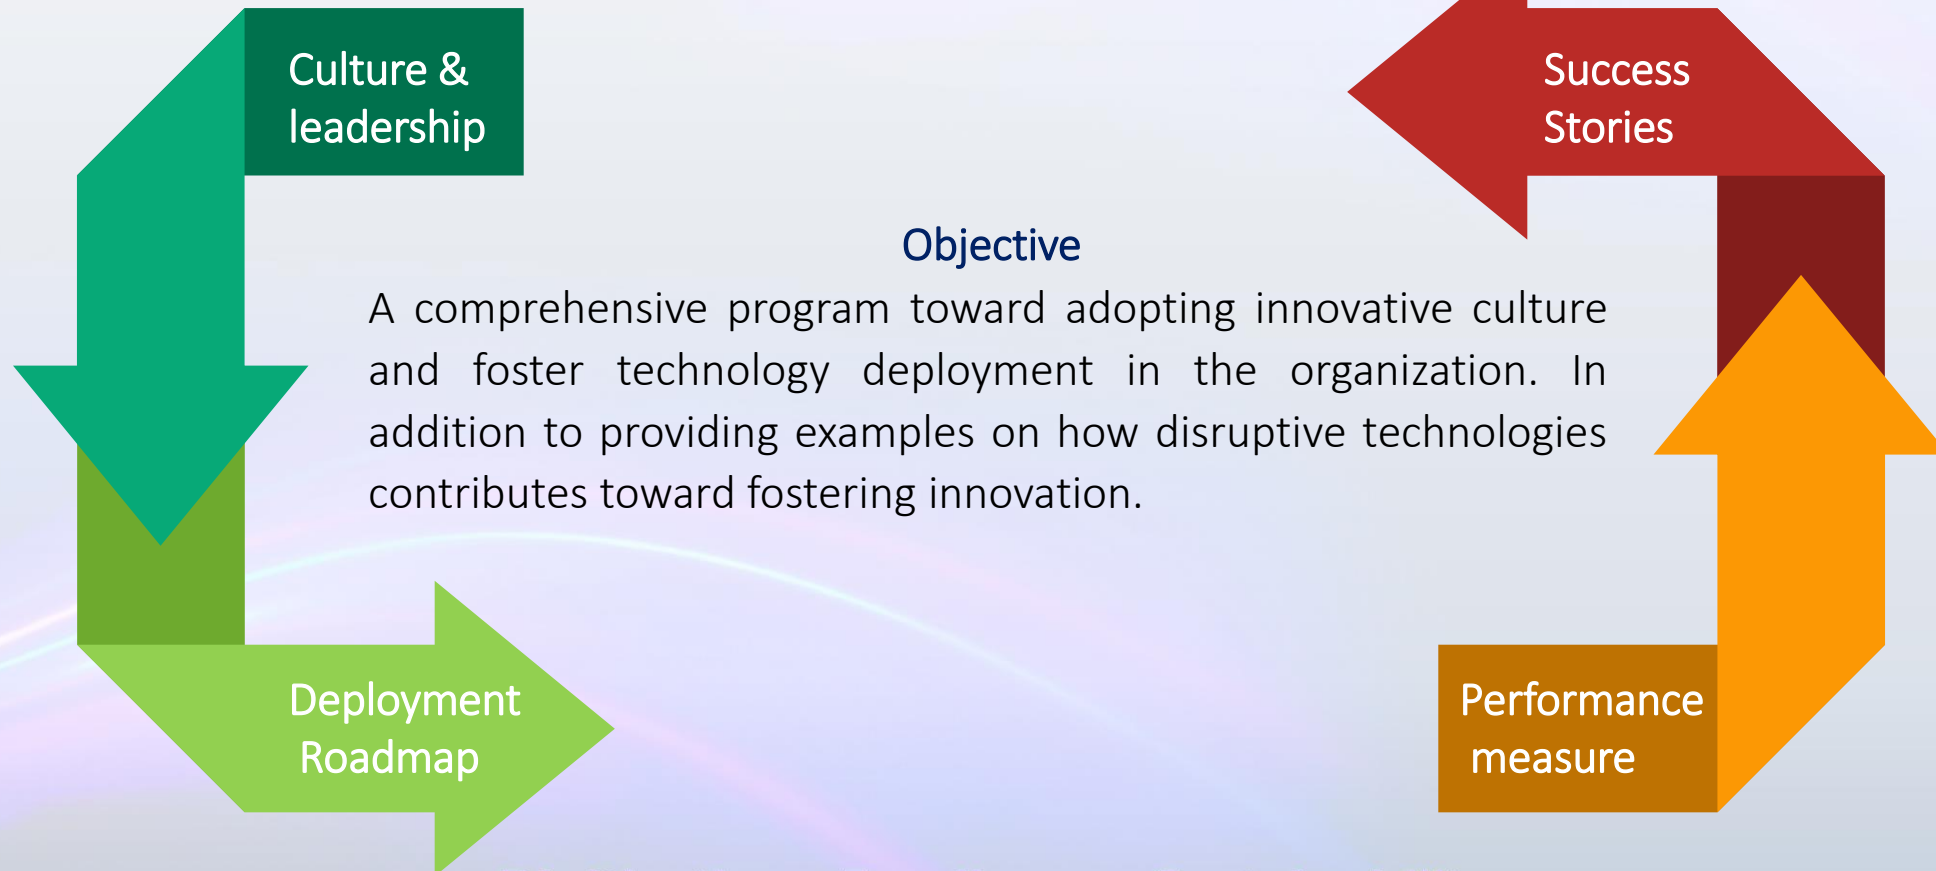 Culture &
leadership
Success
Stories
Objective
A comprehensive program toward adopting innovative culture
and foster technology deployment in the organization. In
addition to providing examples on how disruptive technologies
contributes toward fostering innovation.
Deployment
Roadmap
Performance
measure